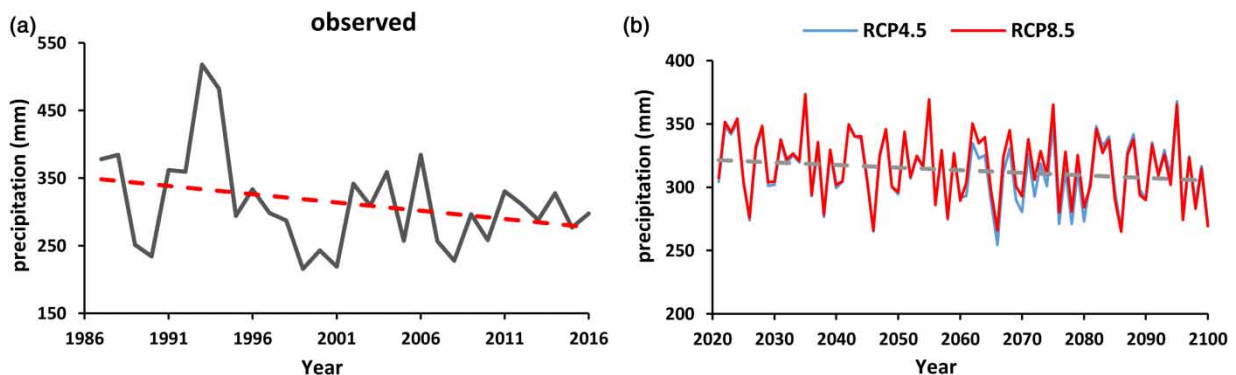 (a)
observed
precipitation (mm)
550
450
350
250
150
1986 1991 1996 2001 2006 2011 2016
Year
(b)
RCP4.5 RCP8.5
precipitation (mm)
400
350
300
250
200
2020 2030 2040 2050 2060 2070 2080 2090 2100
Year